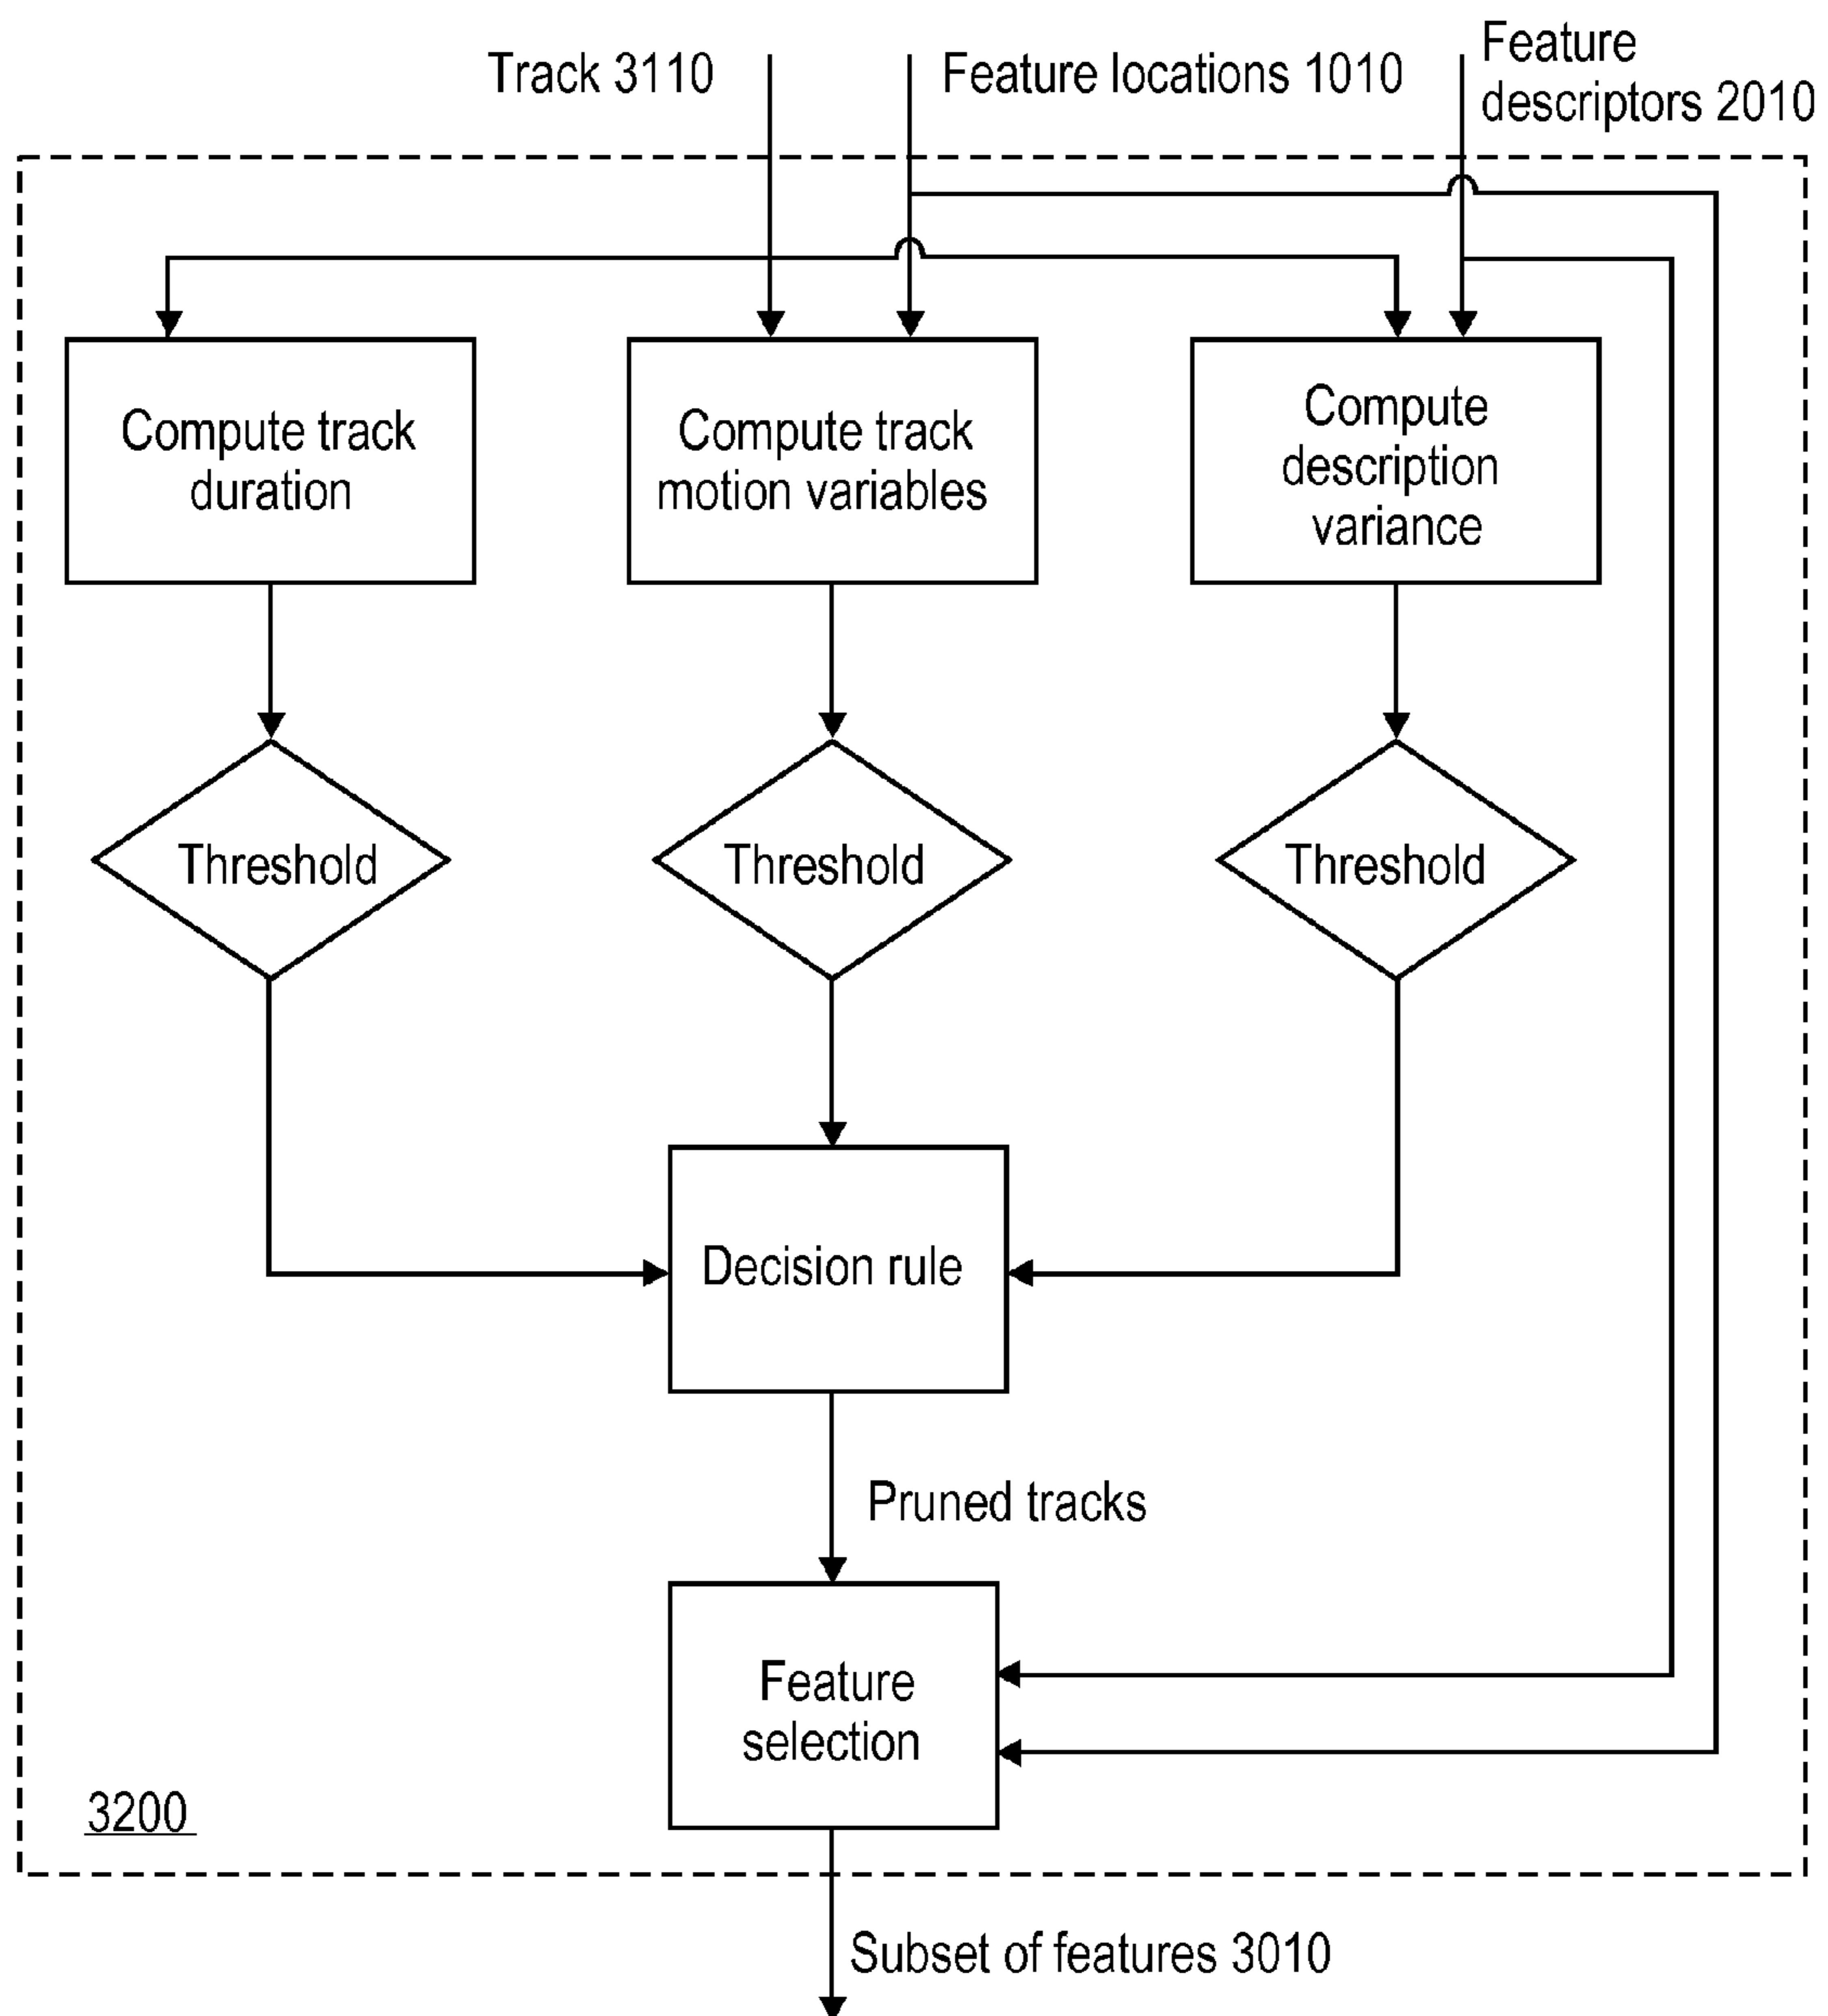 Track 3110
Feature locations 1010
Feature
descriptors 2010
Compute track
duration
Compute track
motion variables
Compute
description
variance
Threshold
Threshold
Threshold
Decision rule
Pruned tracks
Feature
selection
3200
Subset of features 3010